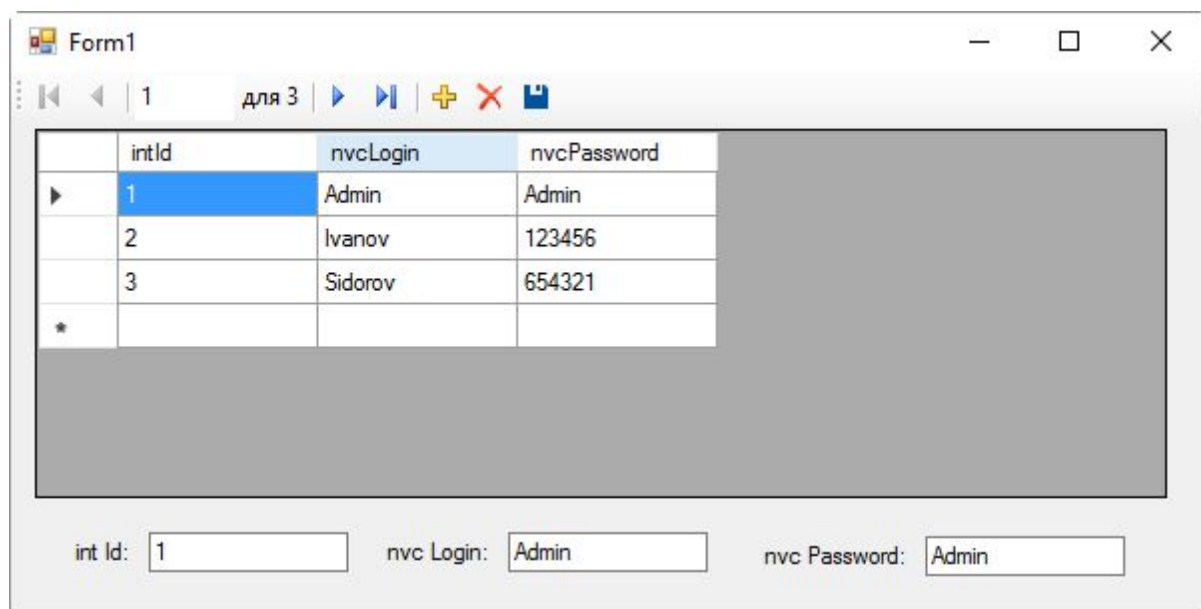 Form1
1 для 3
intId nvcLogin nvcPassword
1 Admin Admin
2 Ivanov 123456
3 Sidorov 654321
int Id: 1 nvc Login: Admin nvc Password: Admin